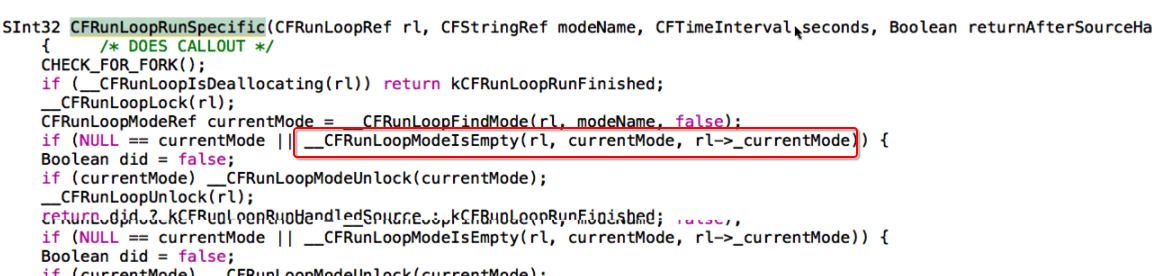 SInt32 CFRunLoopRunSpecific(CFRunLoopRef rl, CFStringRef modeName, CFTimeInterval seconds, Boolean returnAfterSourceHa
{ /* DOES CALLOUT */
CHECK_FOR_FORK();
if (__CFRunLoopIsDeallocating(rl)) return kCFRunLoopRunFinished;
__CFRunLoopLock(rl);
CFRunLoopModeRef currentMode = __CFRunLoopFindMode(rl, modeName, false);
if (NULL == currentMode || __CFRunLoopModeIsEmpty(rl, currentMode, rl->_currentMode)) {
Boolean did = false;
if (currentMode) __CFRunLoopModeUnlock(currentMode);
__CFRunLoopUnlock(rl);
return did ? kCFRunLoopRunHandledSource : kCFRunLoopRunFinished;
if (NULL == currentMode || __CFRunLoopModeIsEmpty(rl, currentMode, rl->_currentMode)) {
Boolean did = false;
if (currentMode) __CFRunLoopModeUnlock(currentMode);